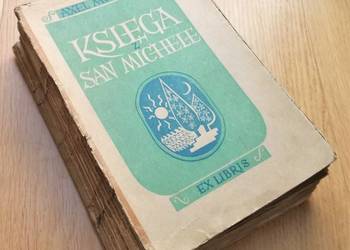 AXEL M
KSIĘGA
Z
SAN MICHELE
EX LIBRIS